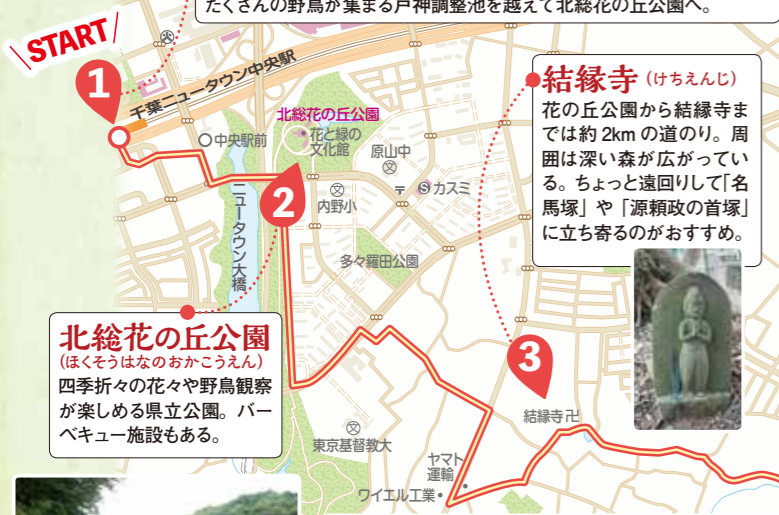 たくさんの野鳥が集まる戸神調整池を越えて北総花の丘公園へ。
START
1
千葉ニュータウン中央駅
中央駅前
北総花の丘公園
花と緑の
文化館
原山中
文
カスミ
S
〒
2
文
内野小
ニュータウン大橋
多々羅田公園
結縁寺 (けちえんじ)
花の丘公園から結縁寺ま
では約2kmの道のり。周
囲は深い森が広がってい
る。ちょっと遠回りして「名
馬塚」や「源頼政の首塚」
に立ち寄るのがおすすめ。
北総花の丘公園
(ほくそうはなのおかこうえん)
四季折々の花々や野鳥観察
が楽しめる県立公園。バー
ベキュー施設もある。
3
結縁寺卍
文
東京基督教大
ヤマト
運輸
ワイエル工業